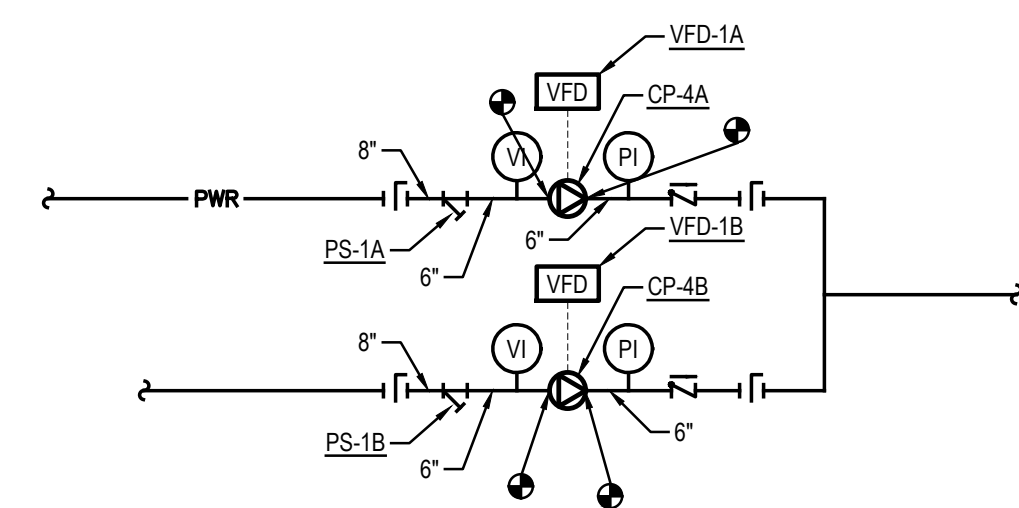 VFD-1A
VFD
CP-4A
8"
VI
PI
PWR
PS-1A
6"
6"
VFD-1B
VFD
CP-4B
8"
VI
PI
PS-1B
6"
6"